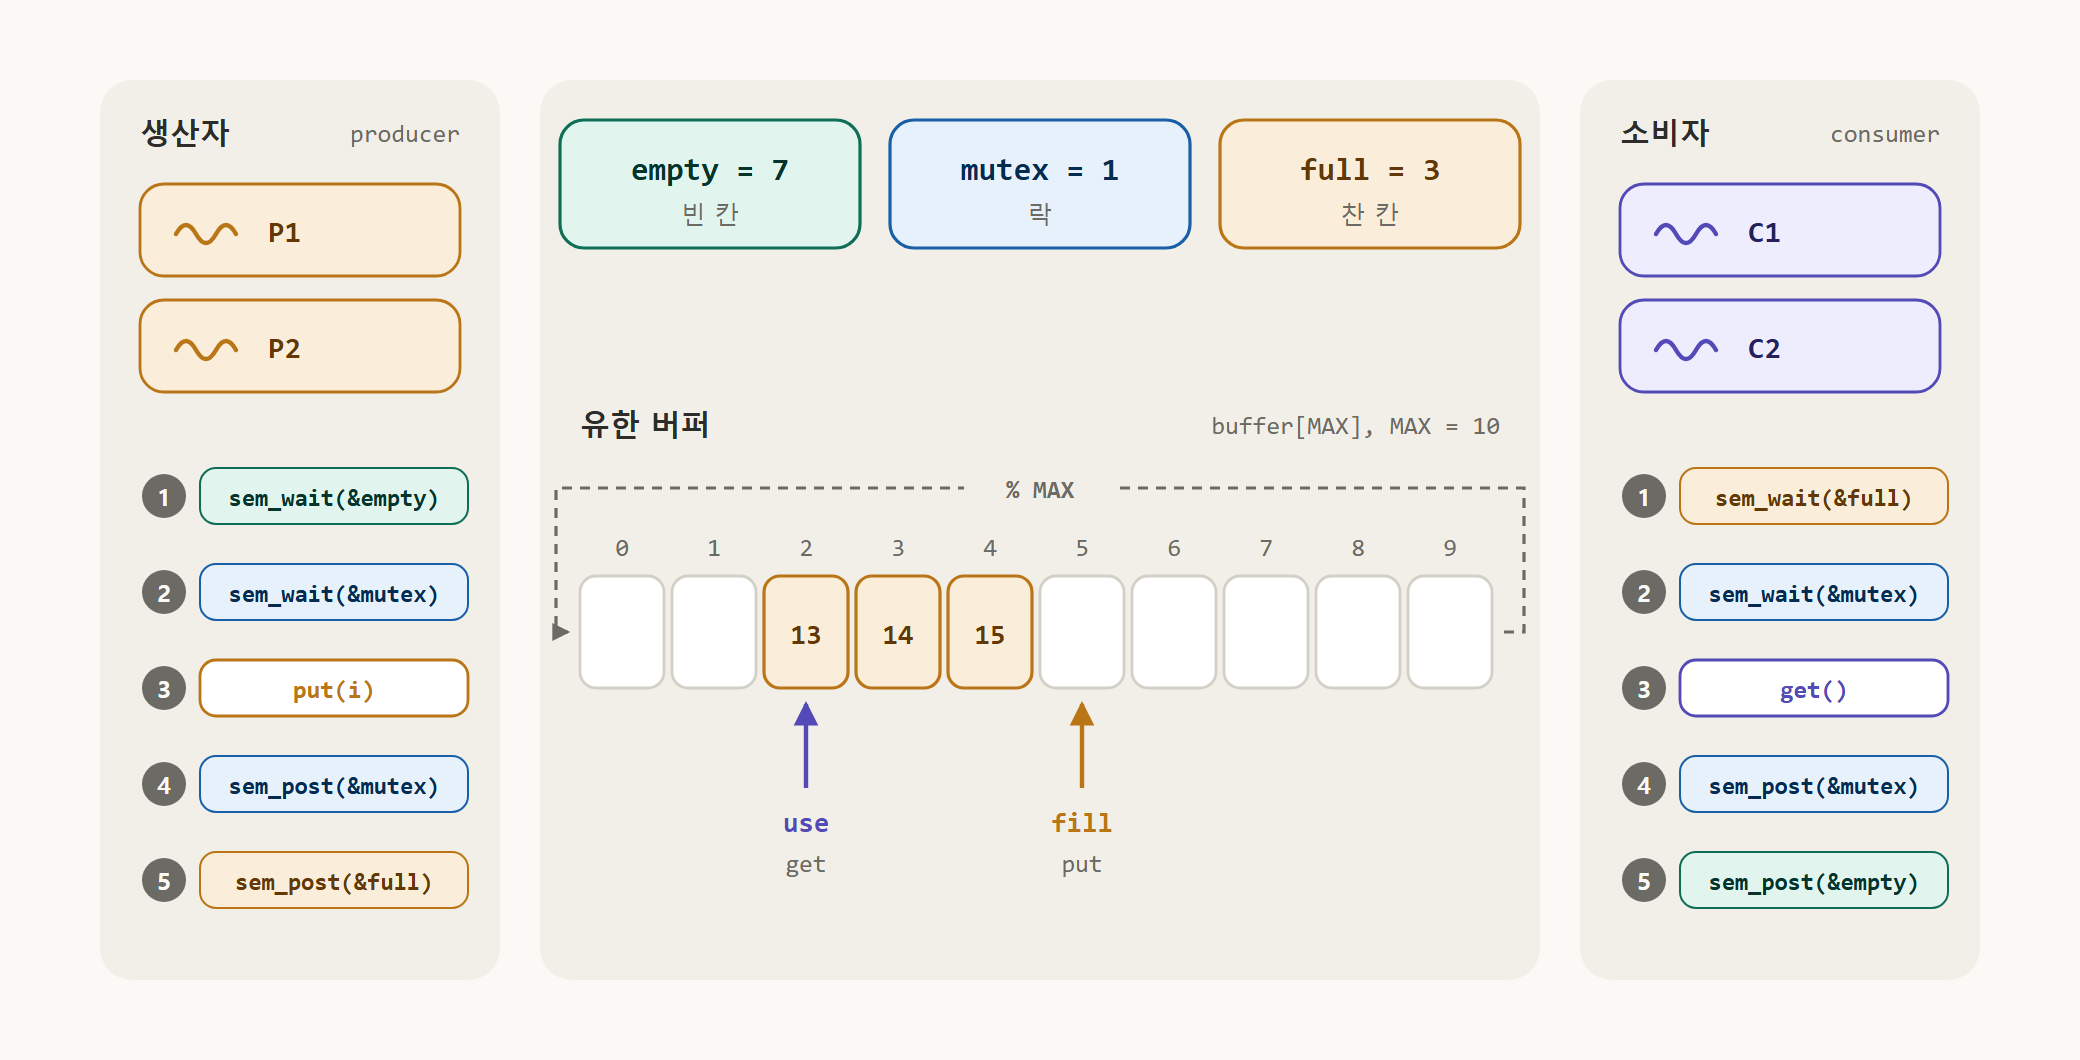 생산자 producer
P1
P2
1 sem_wait(&empty)
2 sem_wait(&mutex)
3 put(i)
4 sem_post(&mutex)
5 sem_post(&full)
empty = 7
빈 칸
mutex = 1
락
full = 3
찬 칸
유한 버퍼 buffer[MAX], MAX = 10
% MAX
0 1 2 3 4 5 6 7 8 9
13 14 15
use
get
fill
put
소비자 consumer
C1
C2
1 sem_wait(&full)
2 sem_wait(&mutex)
3 get()
4 sem_post(&mutex)
5 sem_post(&empty)